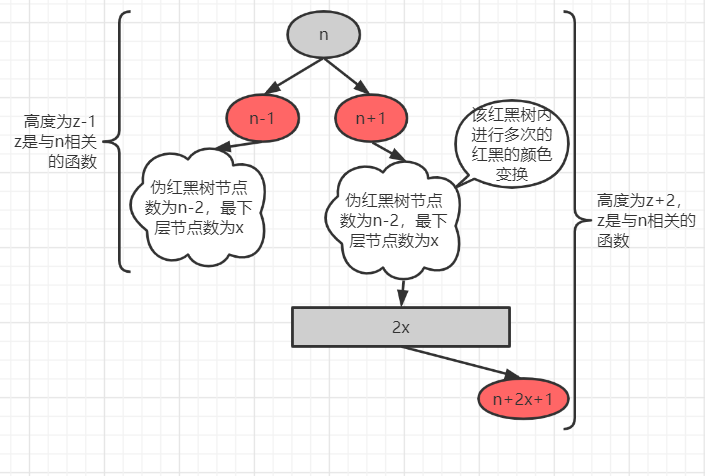 n
n-1
n+1
高度为z-1
z是与n相关
的函数
该红黑树内
进行多次的
红黑的颜色
变换
伪红黑树节点
数为n-2，最下
层节点数为x
伪红黑树节点
数为n-2，最下
层节点数为x
高度为z+2，
z是与n相关的
函数
2x
n+2x+1